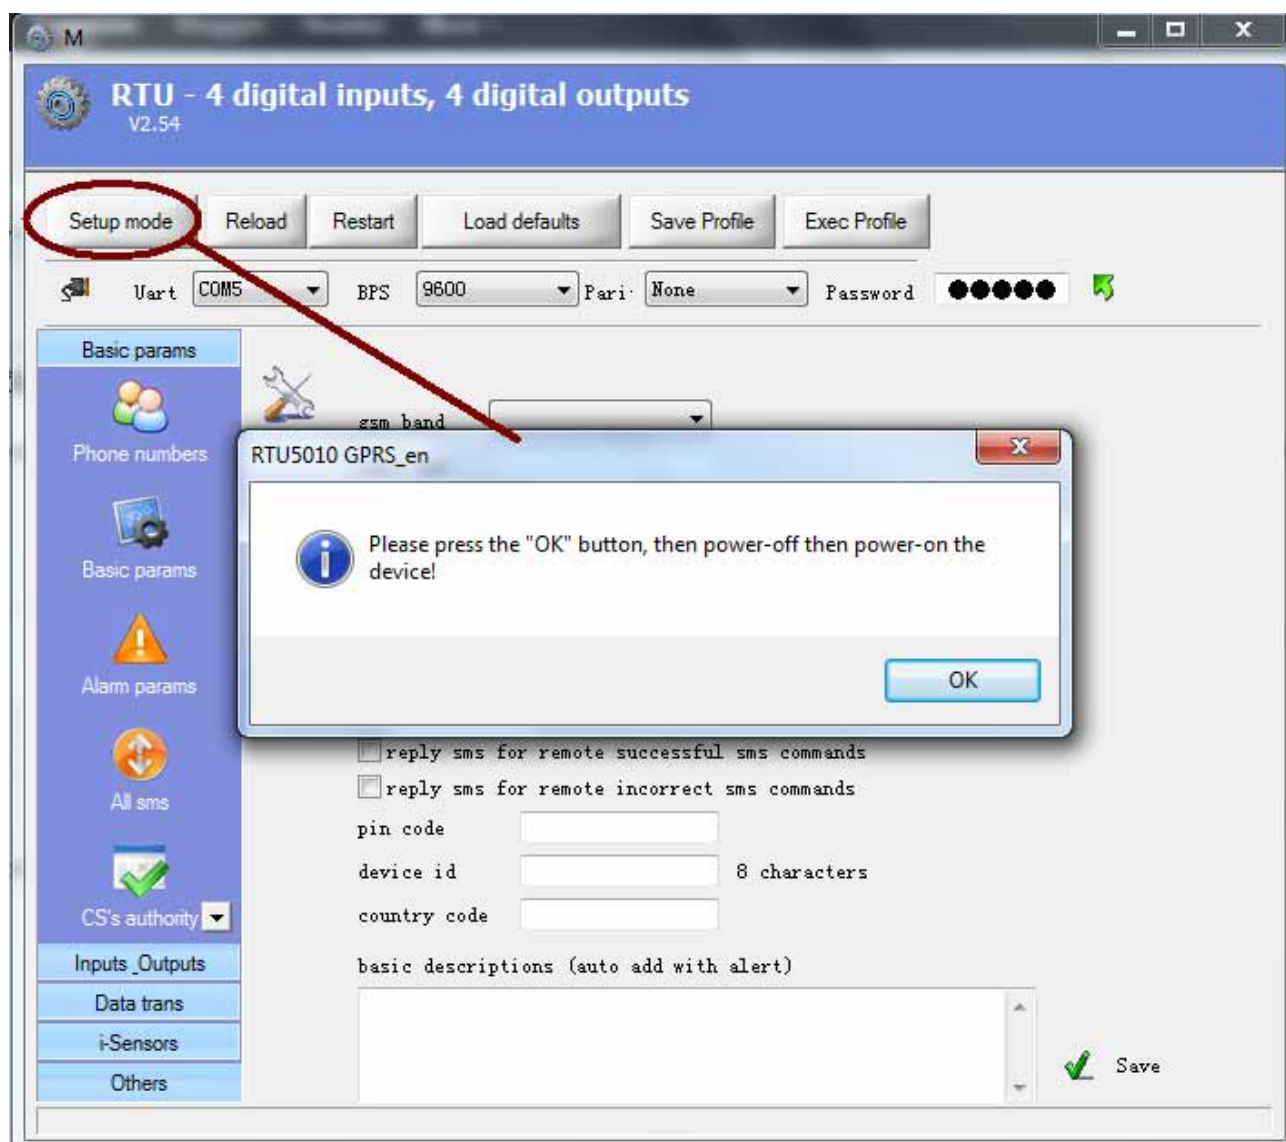 M
RTU - 4 digital inputs, 4 digital outputs
V2.54
Setup mode Reload Restart Load defaults Save Profile Exec Profile
Uart COM5 BPS 9600 Pari None Password
Basic params
Phone numbers
gsm band
RTU5010 GPRS_en
Please press the "OK" button, then power-off then power-on the
device!
OK
Basic params
Alarm params
All sms
CS's authority
Inputs_Outputs
Data trans
i-Sensors
Others
reply sms for remote successful sms commands
reply sms for remote incorrect sms commands
pin code
device id 8 characters
country code
basic descriptions (auto add with alert)
Save